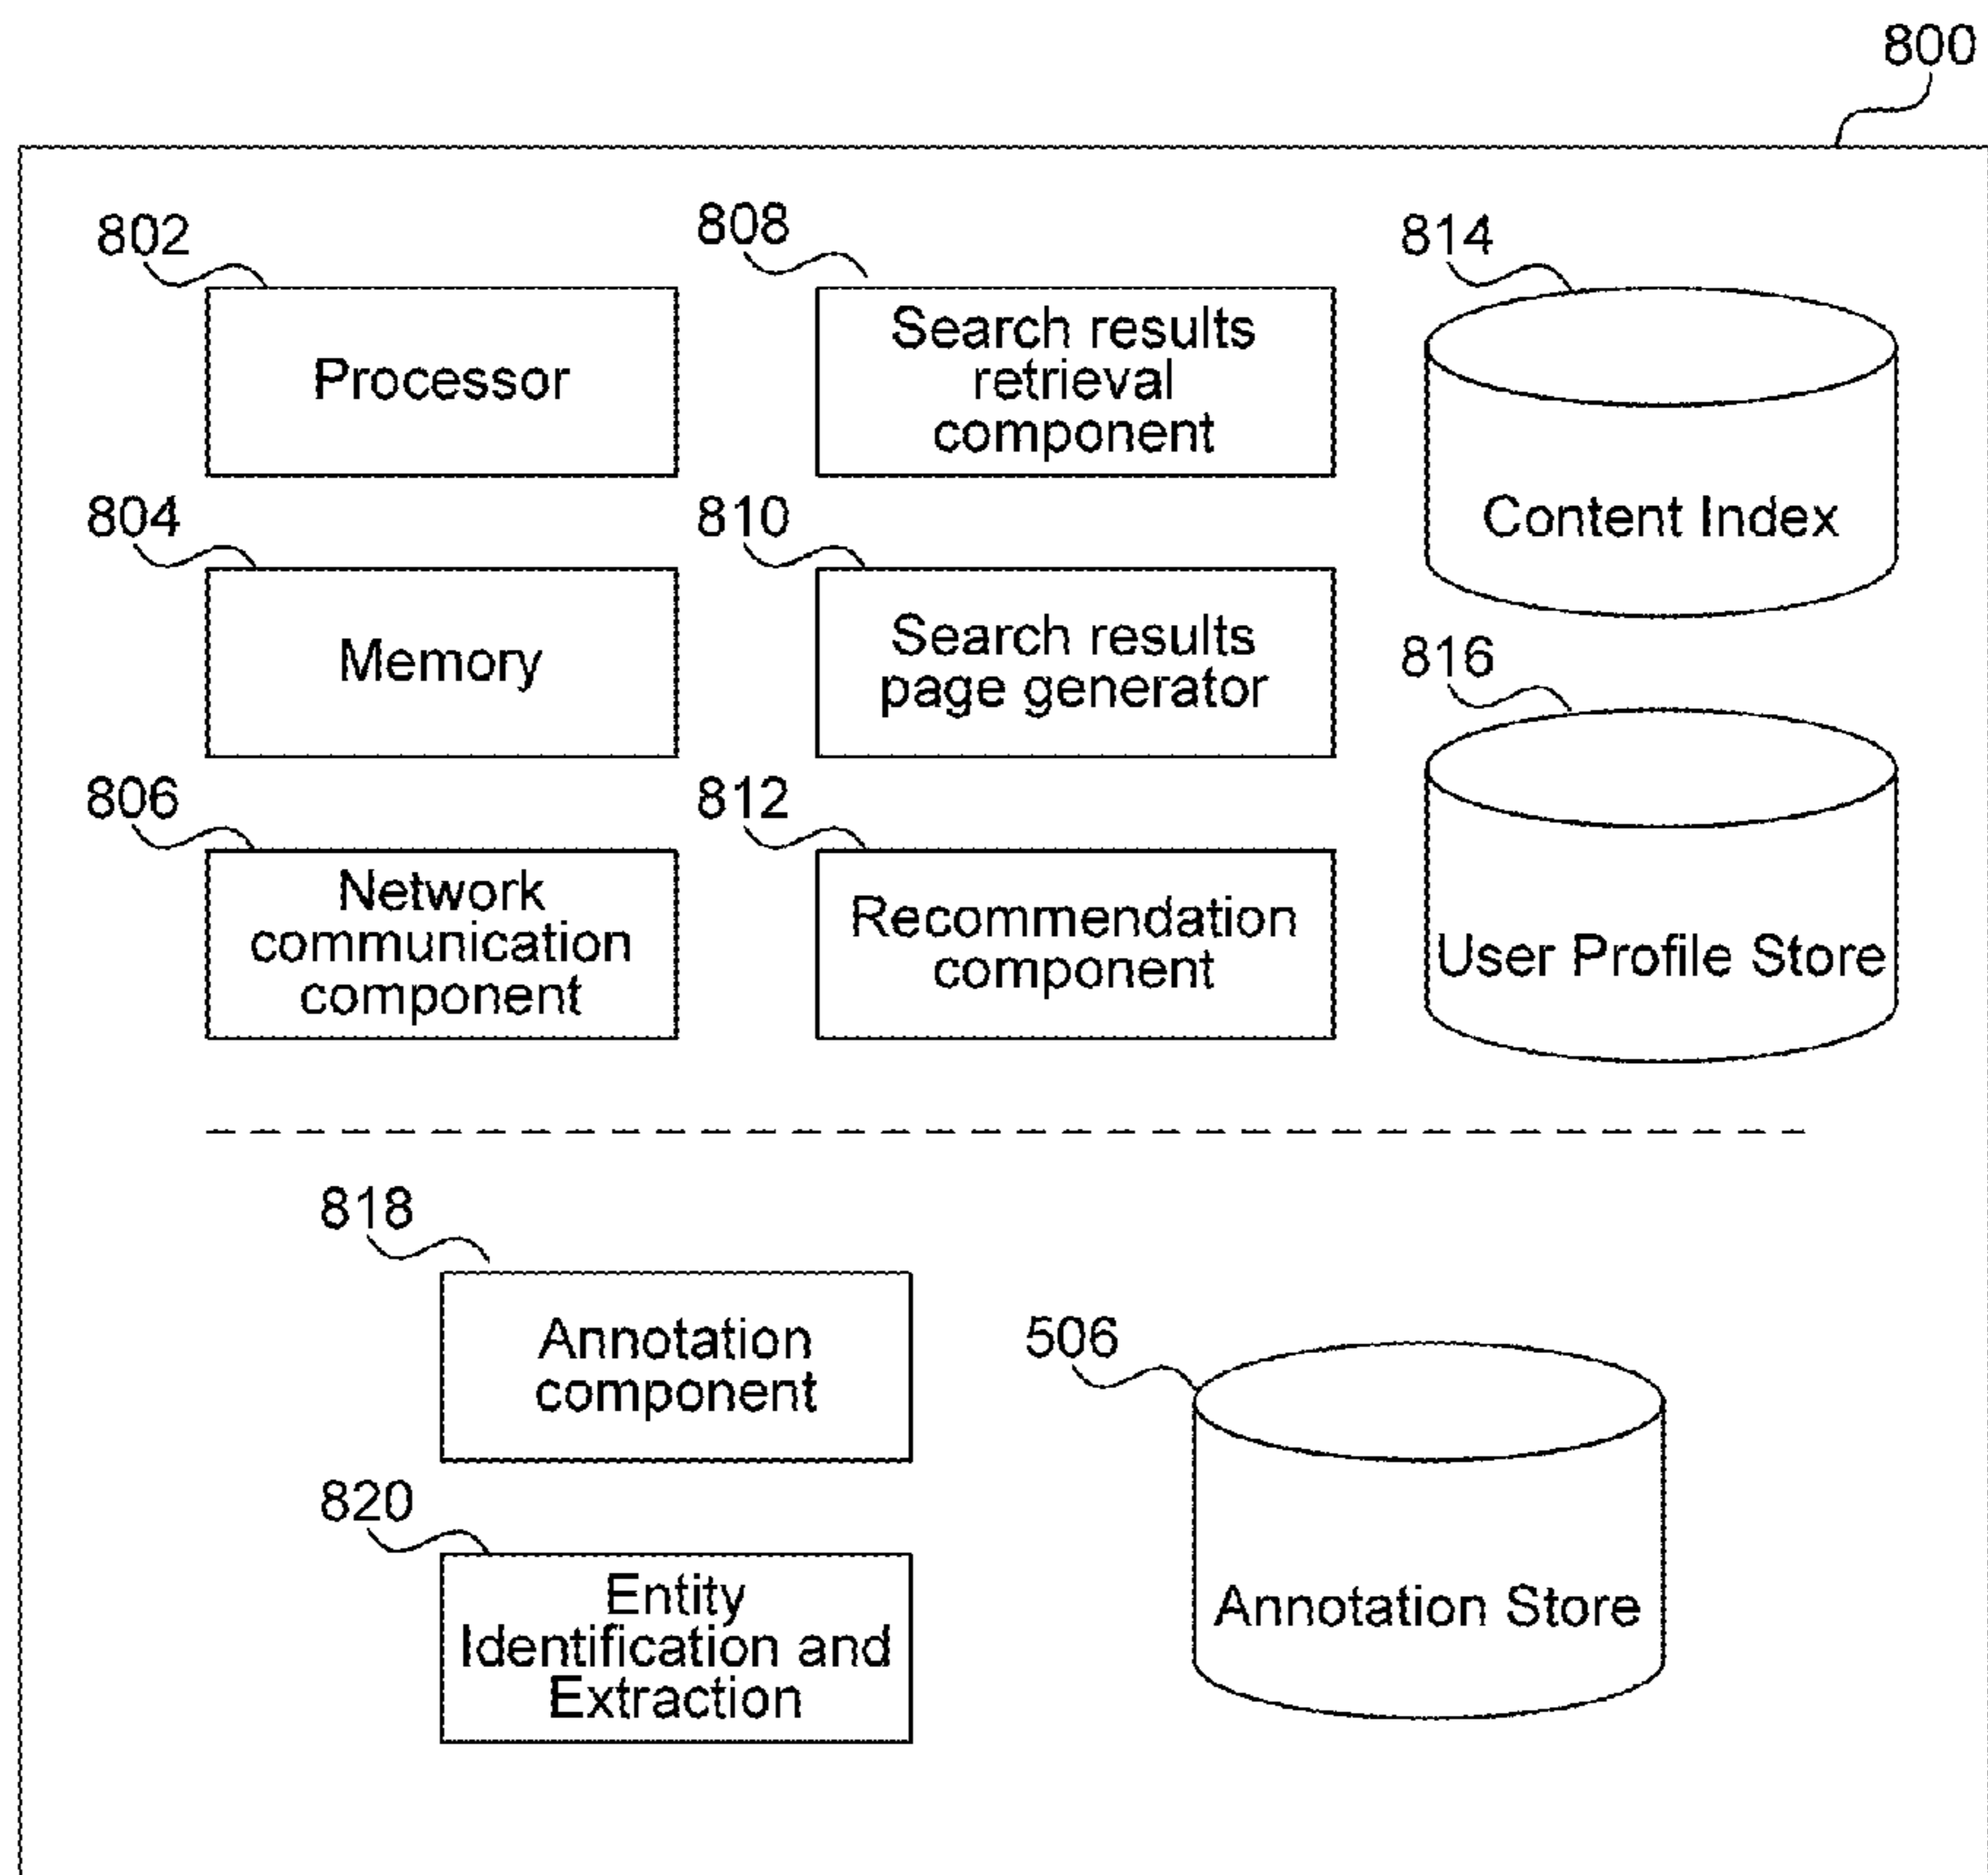 800
802
Processor
808
Search results
retrieval
component
814
Content Index
804
Memory
810
Search results
page generator
816
User Profile Store
806
Network
communication
component
812
Recommendation
component
818
Annotation
component
506
Annotation Store
820
Entity
Identification and
Extraction